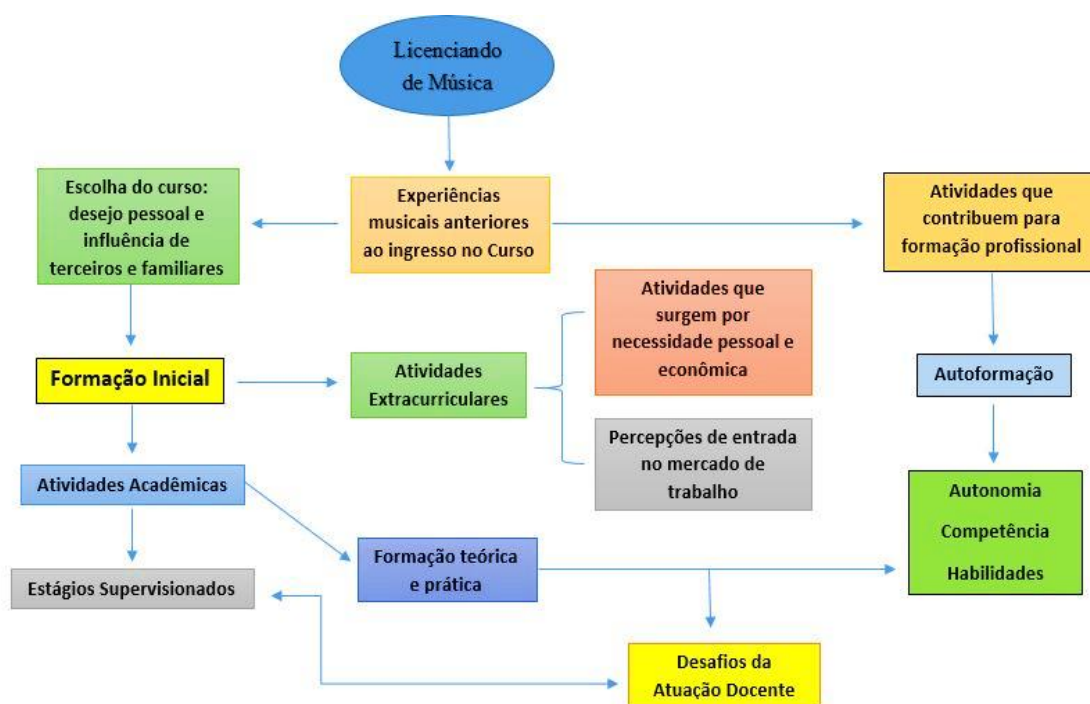 Licenciando
de Música
Escolha do curso:
desejo pessoal e
influência de
terceiros e familiares
Experiências
musicais anteriores
ao ingresso no Curso
Atividades que
contribuem para
formação profissional
Formação Inicial
Atividades
Extracurriculares
Atividades que
surgem por
necessidade pessoal e
econômica
Percepções de entrada
no mercado de
trabalho
Autoformação
Atividades Acadêmicas
Formação teórica
e prática
Autonomia
Competência
Habilidades
Estágios Supervisionados
Desafios da
Atuação Docente